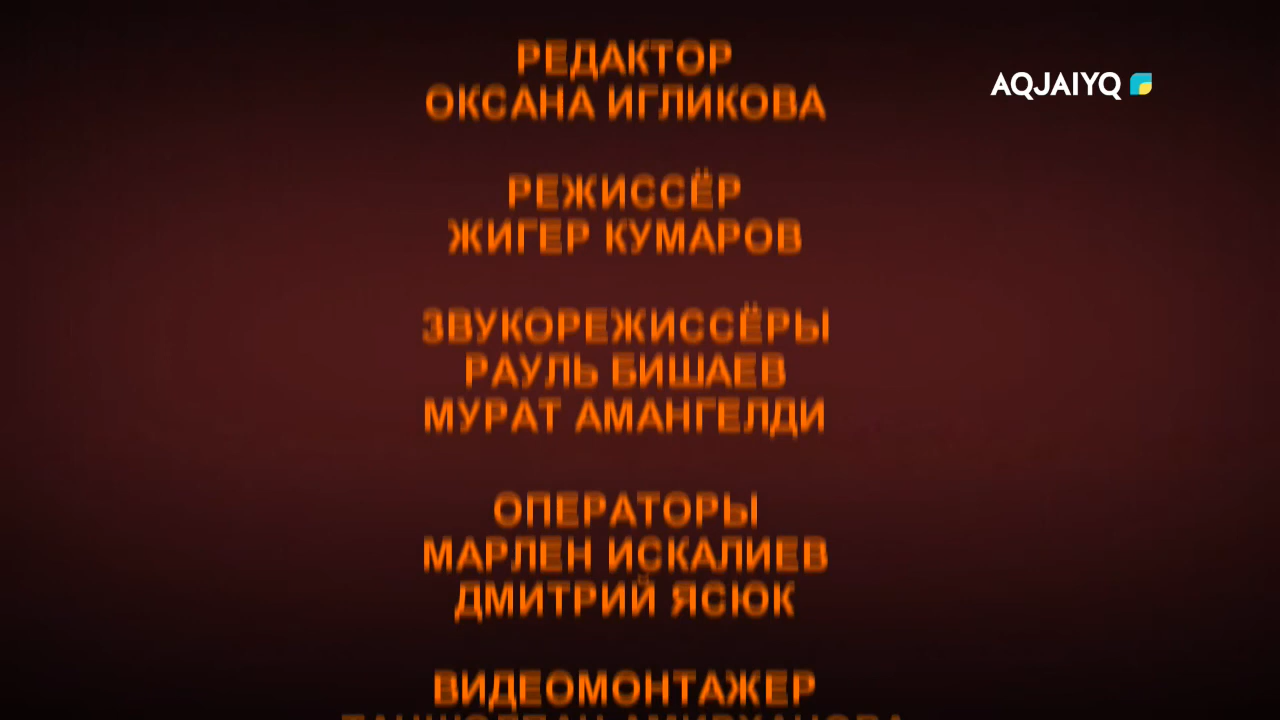 РЕДАКТОР
ОКСАНА ИГЛИКОВА
AQJAIYQ
РЕЖИССЁР
ЖИГЕР КУМАРОВ
ЗВУКОРЕЖИССЁРЫ
РАУЛЬ БИШАЕВ
МУРАТ АМАНГЕЛДИ
ОПЕРАТОРЫ
МАРЛЕН ИСКАЛИЕВ
ДМИТРИЙ ЯСЮК
ВИДЕОМОНТАЖЕР